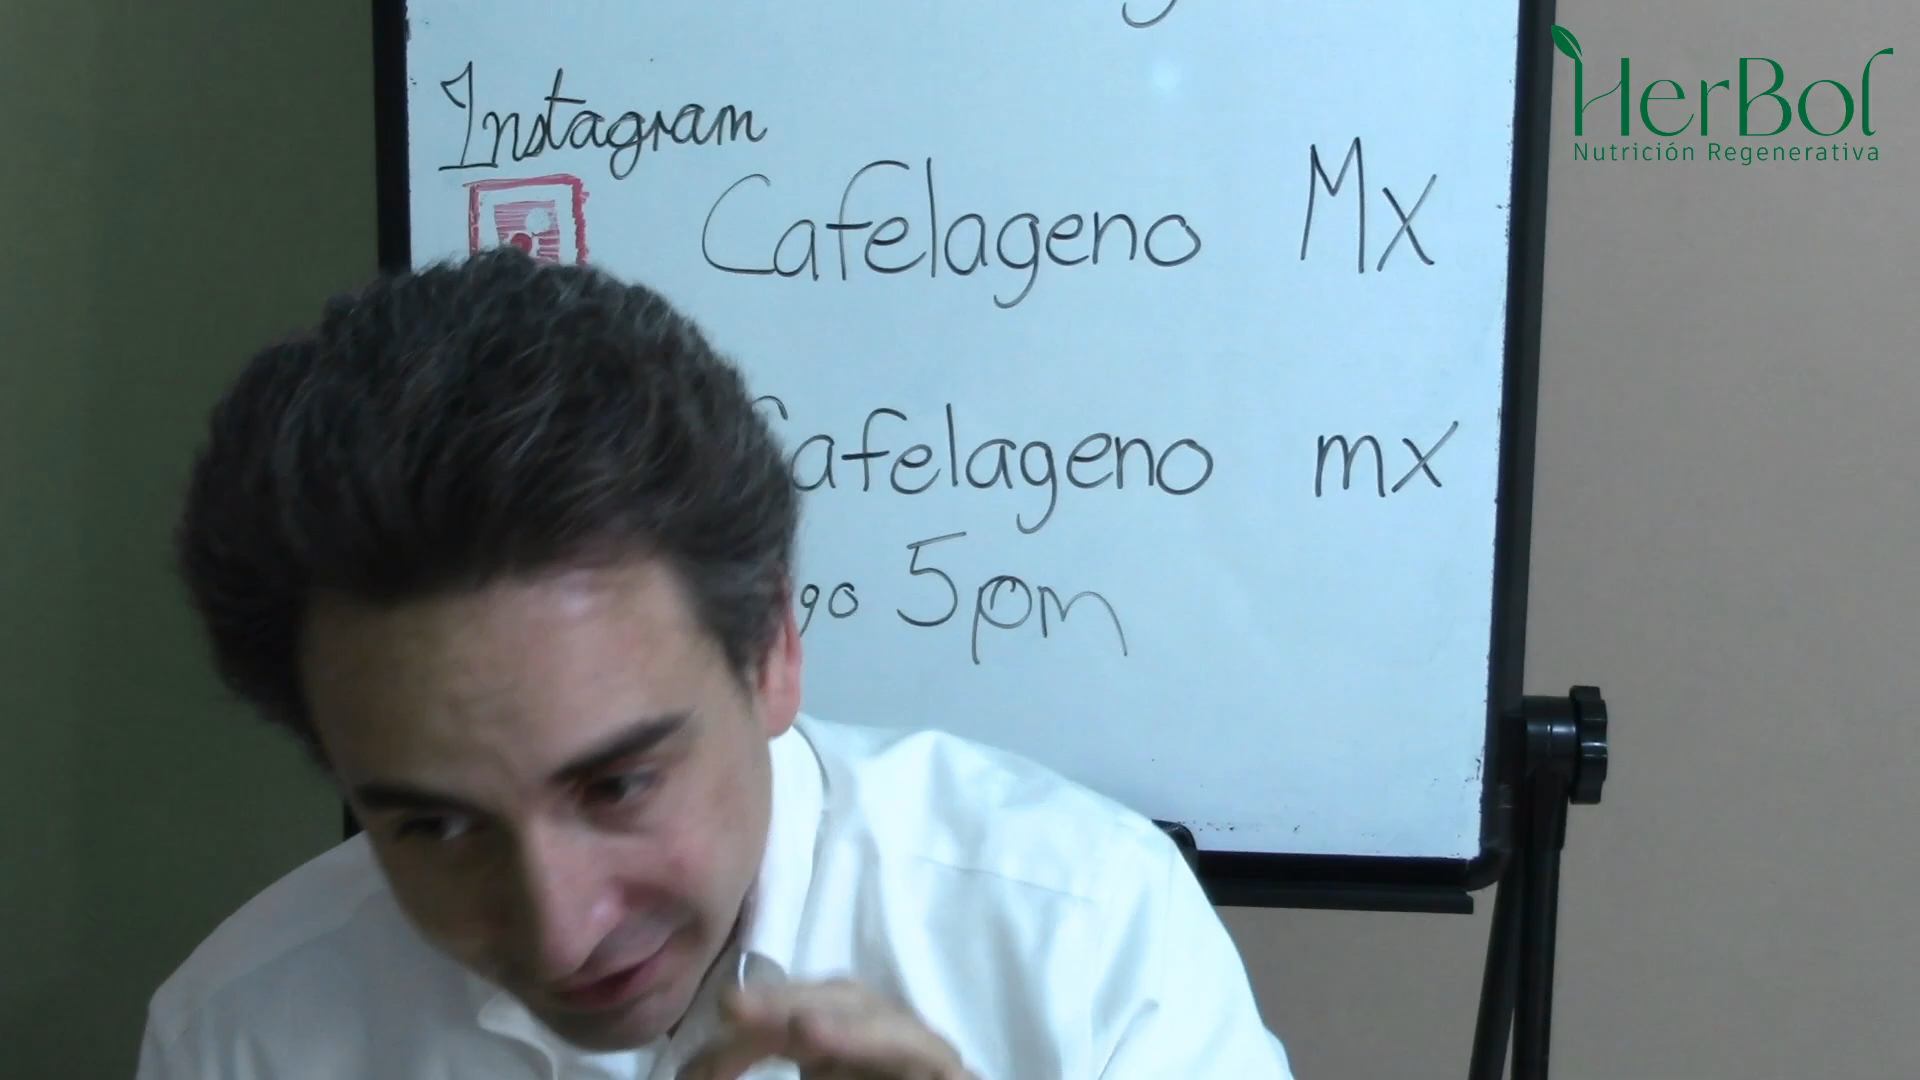 Instagram
Cafelageno Mx
afelageno mx
go 5pm
HerBol
Nutrición Regenerativa